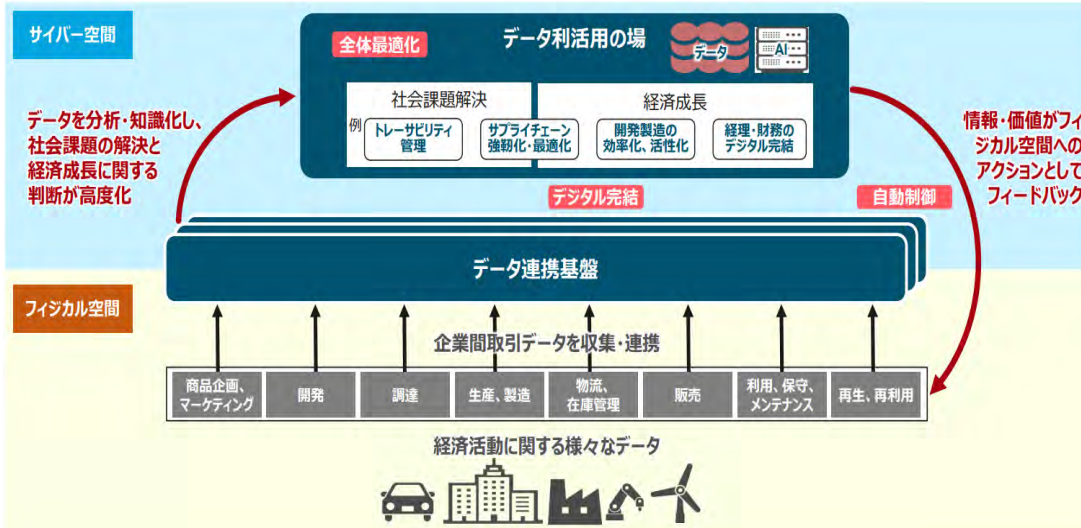 サイバー空間
全体最適化
データ利活用の場
データ
AI
社会課題解決
経済成長
例
トレーサビリティ
管理
サプライチェーン
強靭化・最適化
開発製造の
効率化、活性化
経理・財務の
デジタル完結
データを分析・知識化し、
社会課題の解決と
経済成長に関する
判断が高度化
情報・価値がフィ
ジカル空間への
アクションとして
フィードバック
デジタル完結
自動制御
データ連携基盤
フィジカル空間
企業間取引データを収集・連携
商品企画、
マーケティング
開発
調達
生産、製造
物流、
在庫管理
販売
利用、保守、
メンテナンス
再生、再利用
経済活動に関する様々なデータ